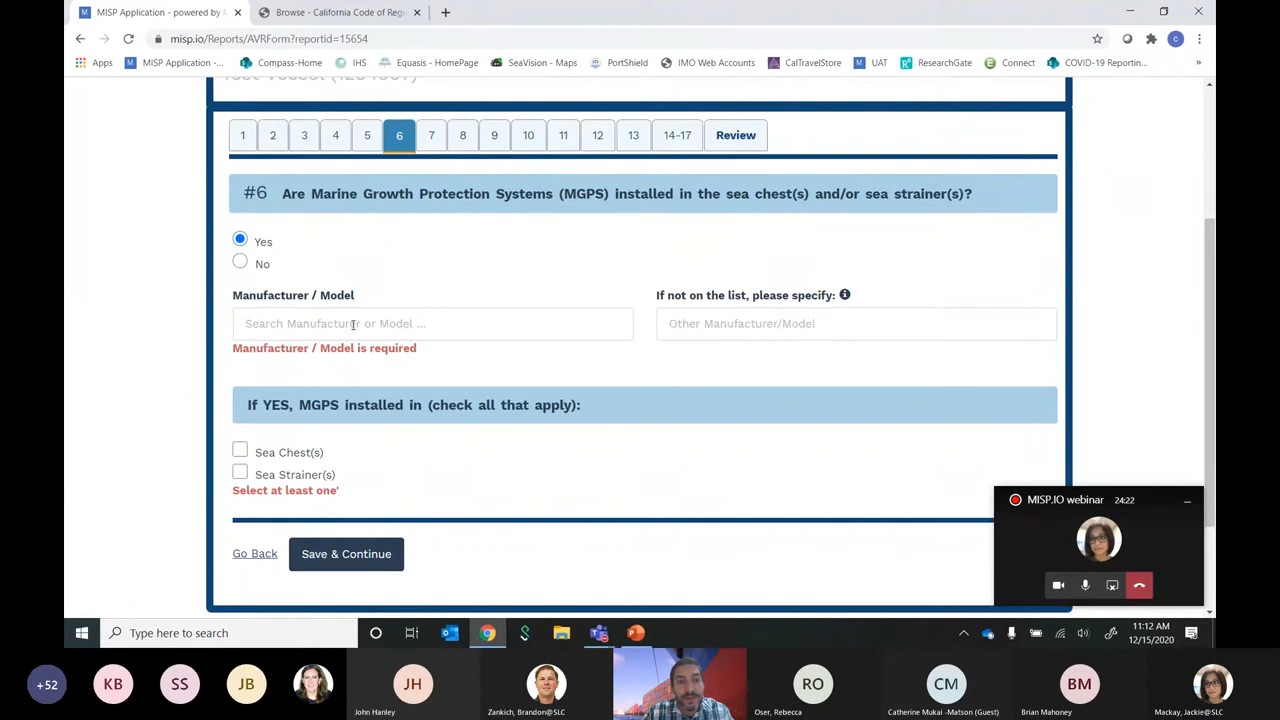 MISP Application - powered by M
Browse - California Code of Regu
misp.io/Reports/AVRForm?reportid=15654
Apps
MISP Application -...
Compass-Home
IHS
Equasis - HomePage
SeaVision - Maps
PortShield
IMO Web Accounts
CalTravelStore
UAT
ResearchGate
Connect
COVID-19 Reportin...
1 2 3 4 5 6 7 8 9 10 11 12 13 14-17 Review
#6 Are Marine Growth Protection Systems (MGPS) installed in the sea chest(s) and/or sea strainer(s)?
Yes
No
Manufacturer / Model
If not on the list, please specify:
Search Manufacturer or Model ...
Other Manufacturer/Model
Manufacturer / Model is required
If YES, MGPS installed in (check all that apply):
Sea Chest(s)
Sea Strainer(s)
Select at least one'
Go Back
Save & Continue
MISP.IO webinar 24:22
Type here to search
11:12 AM
12/15/2020
+52
KB
SS
JB
JH
John Hanley
Zankich, Brandon@SLC
RO
Oser, Rebecca
CM
Catherine Mukai -Matson (Guest)
BM
Brian Mahoney
Mackay, Jackie@SLC